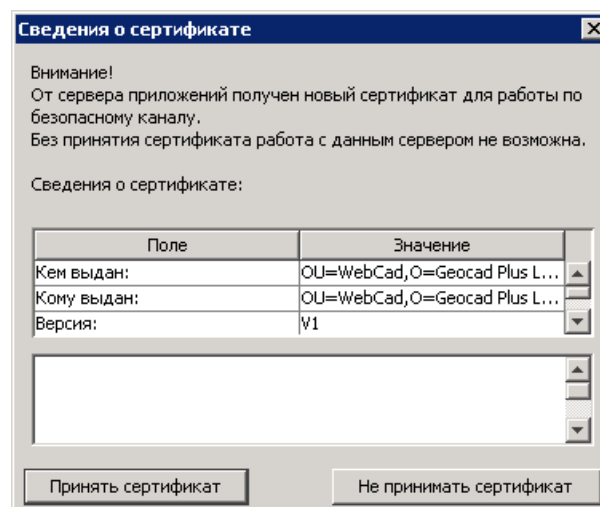 Сведения о сертификате
Внимание!
От сервера приложений получен новый сертификат для работы по
безопасному каналу.
Без принятия сертификата работа с данным сервером не возможна.
Сведения о сертификате:
Поле Значение
Кем выдан: OU=WebCad,O=Geocad Plus L...
Кому выдан: OU=WebCad,O=Geocad Plus L...
Версия: V1
Принять сертификат Не принимать сертификат